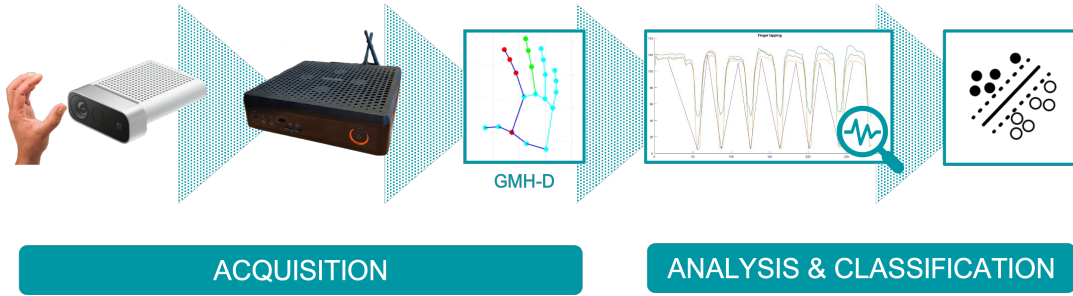 Finger tapping
GMH-D
ACQUISITION
ANALYSIS & CLASSIFICATION